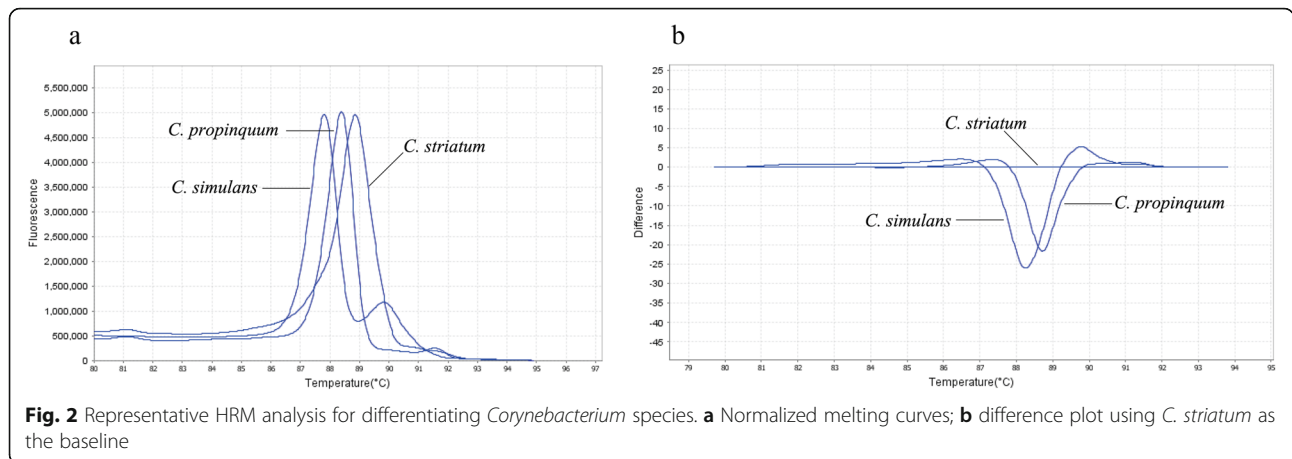 a
5,500,000
5,000,000
4,500,000
4,000,000
3,500,000
3,000,000
2,500,000
2,000,000
1,500,000
1,000,000
500,000
0
Fluorescence
C. propinquum
C. striatum
C. simulans
80 81 82 83 84 85 86 87 88 89 90 91 92 93 94 95 96 97
Temperature(°C)
b
25
20
15
10
5
0
-5
-10
-15
-20
-25
-30
-35
-40
-45
Difference
C. striatum
C. propinquum
C. simulans
79 80 81 82 83 84 85 86 87 88 89 90 91 92 93 94 95
Temperature(°C)
Fig. 2 Representative HRM analysis for differentiating Corynebacterium species. a Normalized melting curves; b difference plot using C. striatum as
the baseline